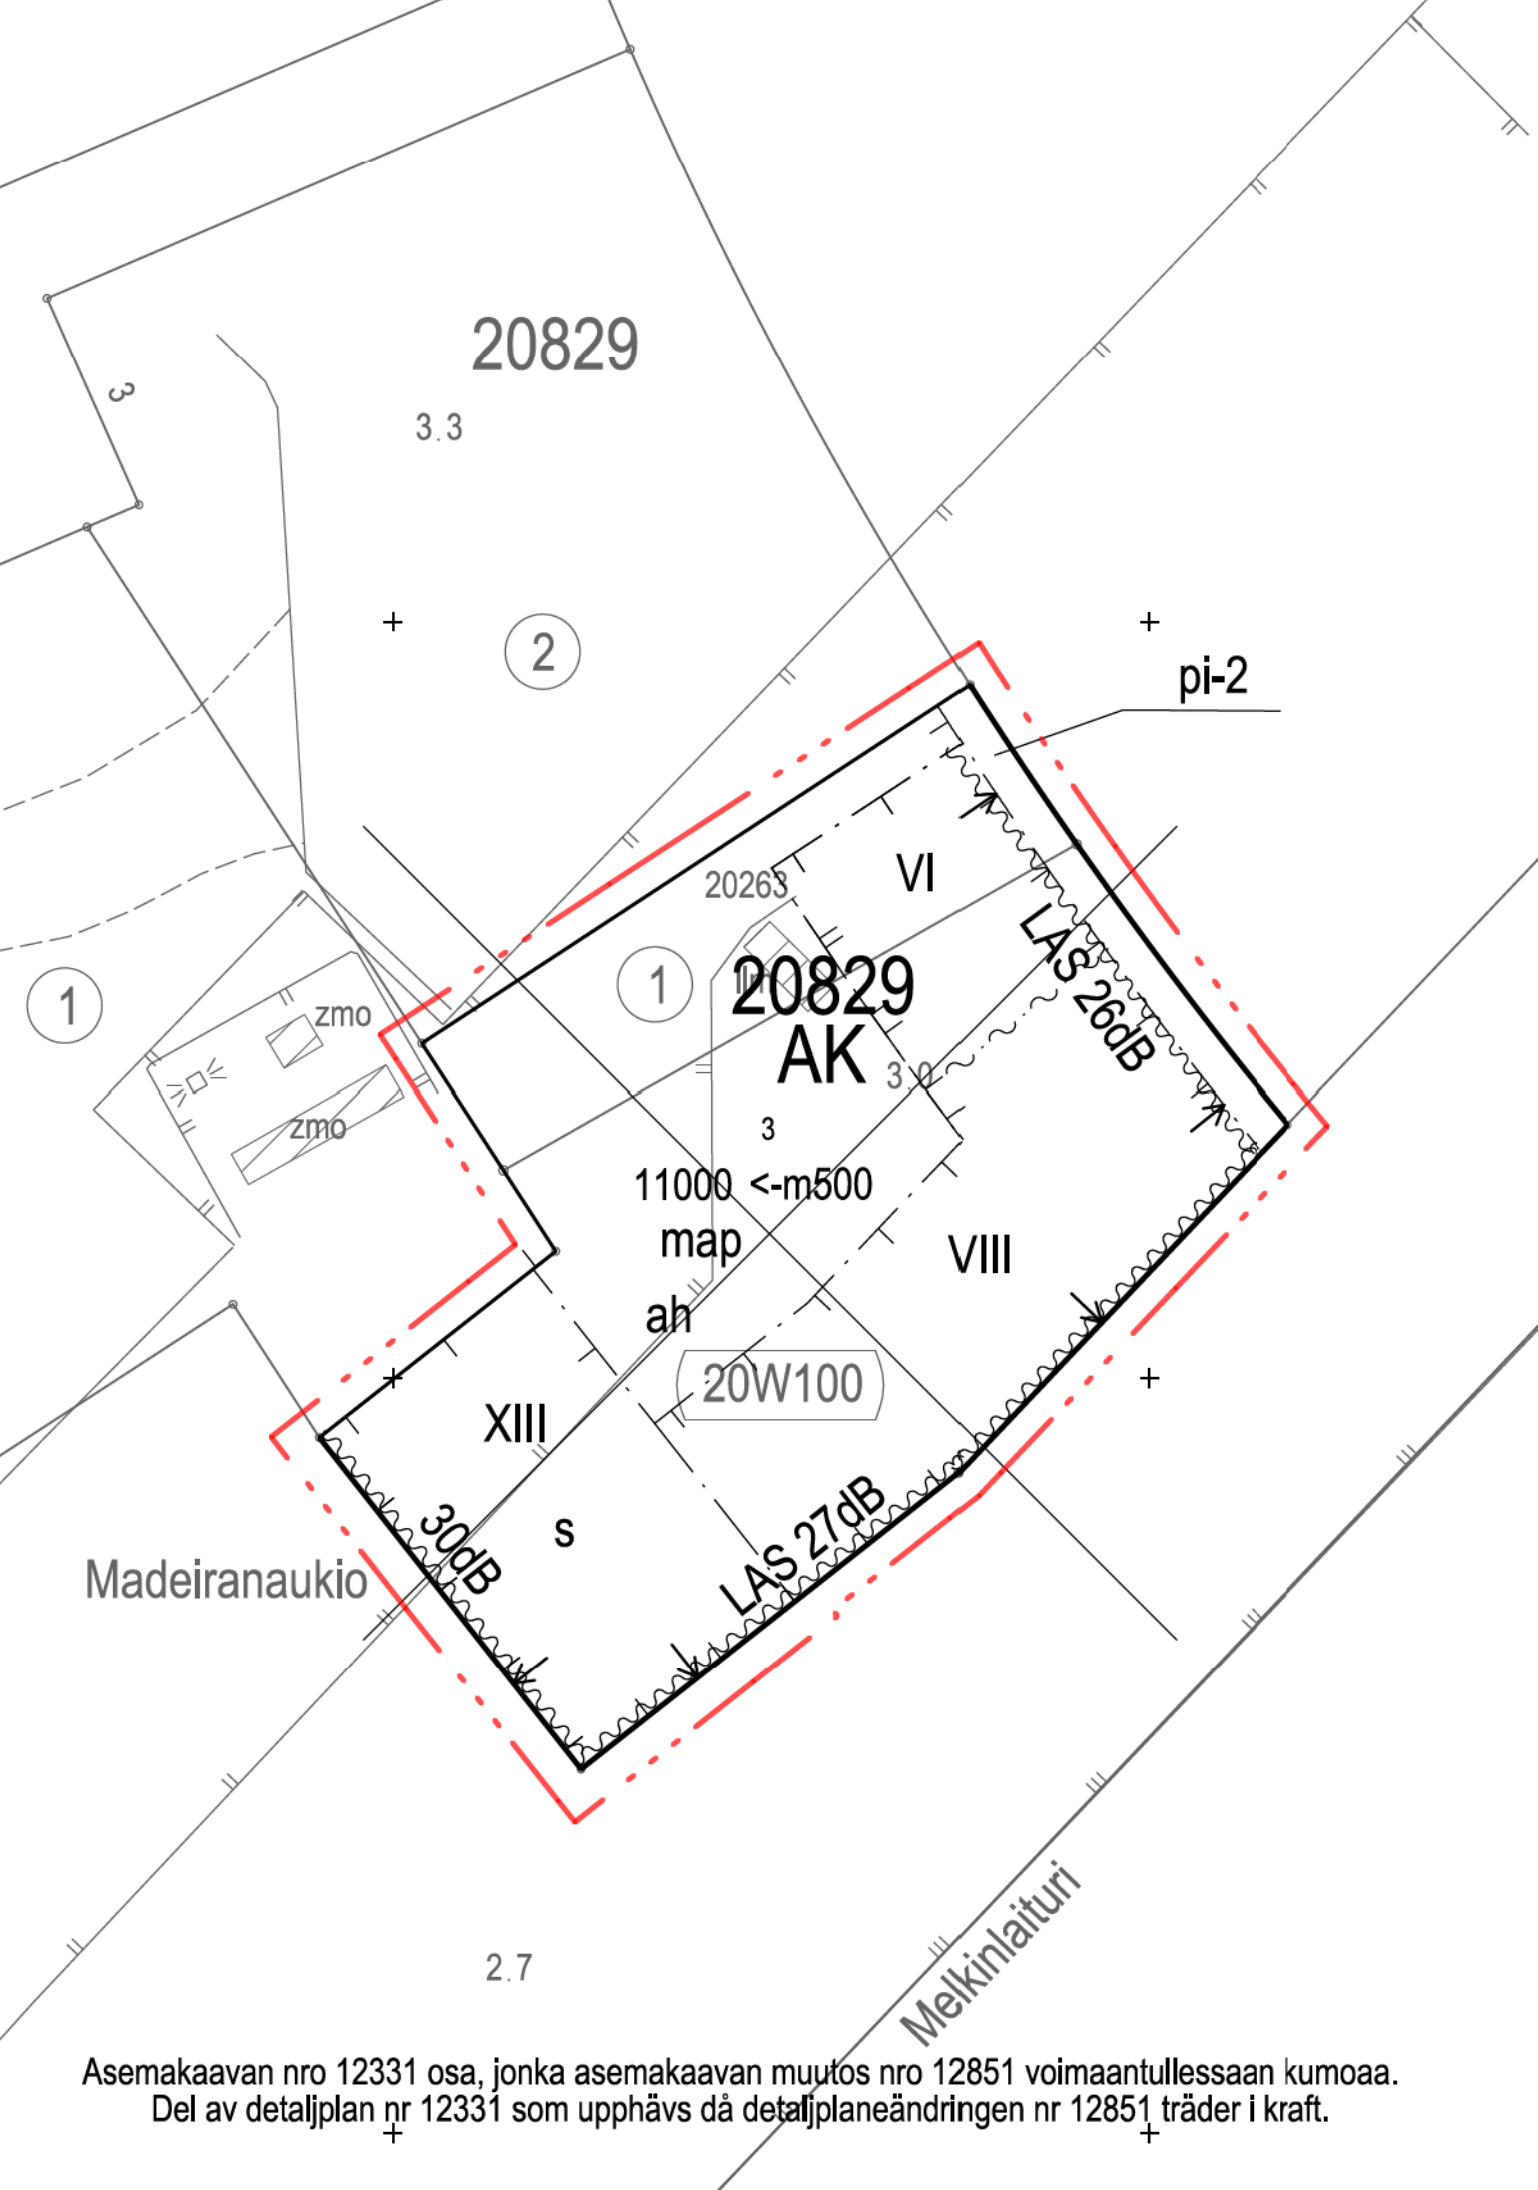 20829
3
3.3
2
pi-2
VI
20263
LAS 26dB
1
1
20829
zmo
AK
3.0
zmo
3
11000 <-m500
map
VIII
ah
20W100
XIII
s
30dB
LAS 27dB
Madeiranaukio
2.7
Melkinlaituri
Asemakaavan nro 12331 osa, jonka asemakaavan muutos nro 12851 voimaantullessaan kumoaa.
Del av detaljplan nr 12331 som upphävs då detaljplaneändringen nr 12851 träder i kraft.